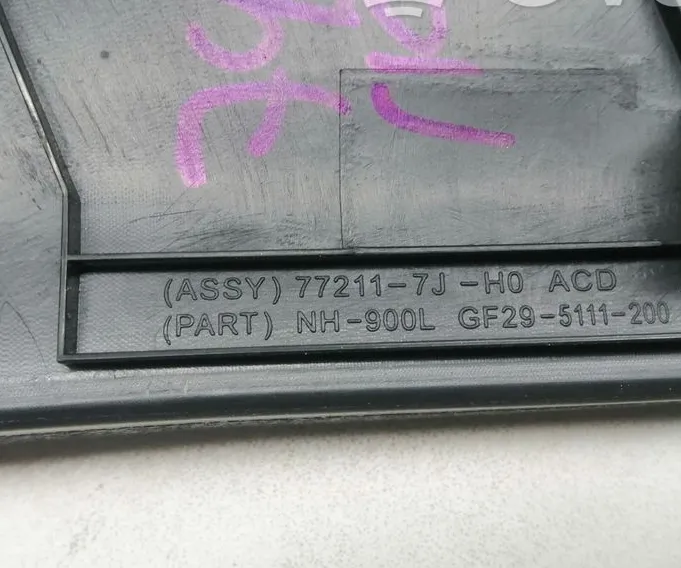 (ASSY) 77211-7J -H0 ACD
(PART) NH-900L GF29-5111-200